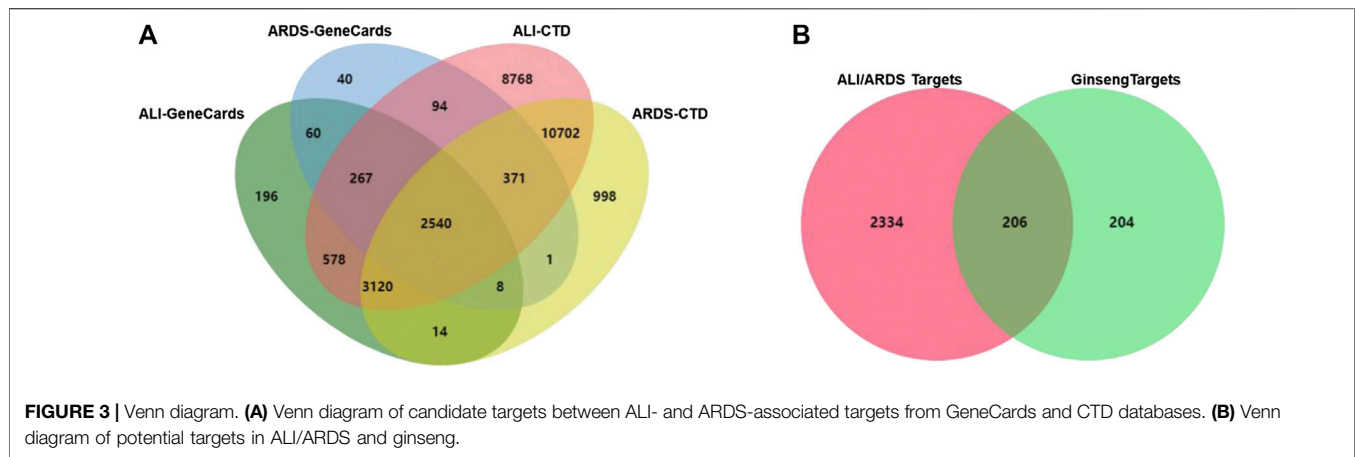 A
B
ARDS-GeneCards
ALI-CTD
ALI-GeneCards
ARDS-CTD
40
8768
94
60
10702
267
371
196
998
2540
578
1
3120
8
14
ALI/ARDS Targets
GinsengTargets
2334
206
204
FIGURE 3 | Venn diagram. (A) Venn diagram of candidate targets between ALI- and ARDS-associated targets from GeneCards and CTD databases. (B) Venn
diagram of potential targets in ALI/ARDS and ginseng.